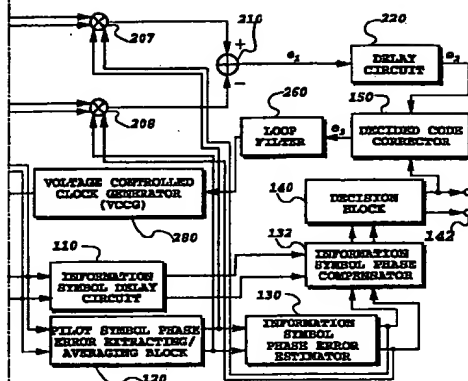 207
210
+
−
e1
220
DELAY
CIRCUIT
e2
208
260
LOOP
FILTER
e3
150
DECIDED CODE
CORRECTOR
VOLTAGE CONTROLLED
CLOCK GENERATOR
(VCCG)
280
140
DECISION
BLOCK
142
110
INFORMATION
SYMBOL DELAY
CIRCUIT
132
INFORMATION
SYMBOL PHASE
COMPENSATOR
130
PILOT SYMBOL PHASE
ERROR EXTRACTING/
AVERAGING BLOCK
INFORMATION
SYMBOL
PHASE ERROR
ESTIMATOR
120